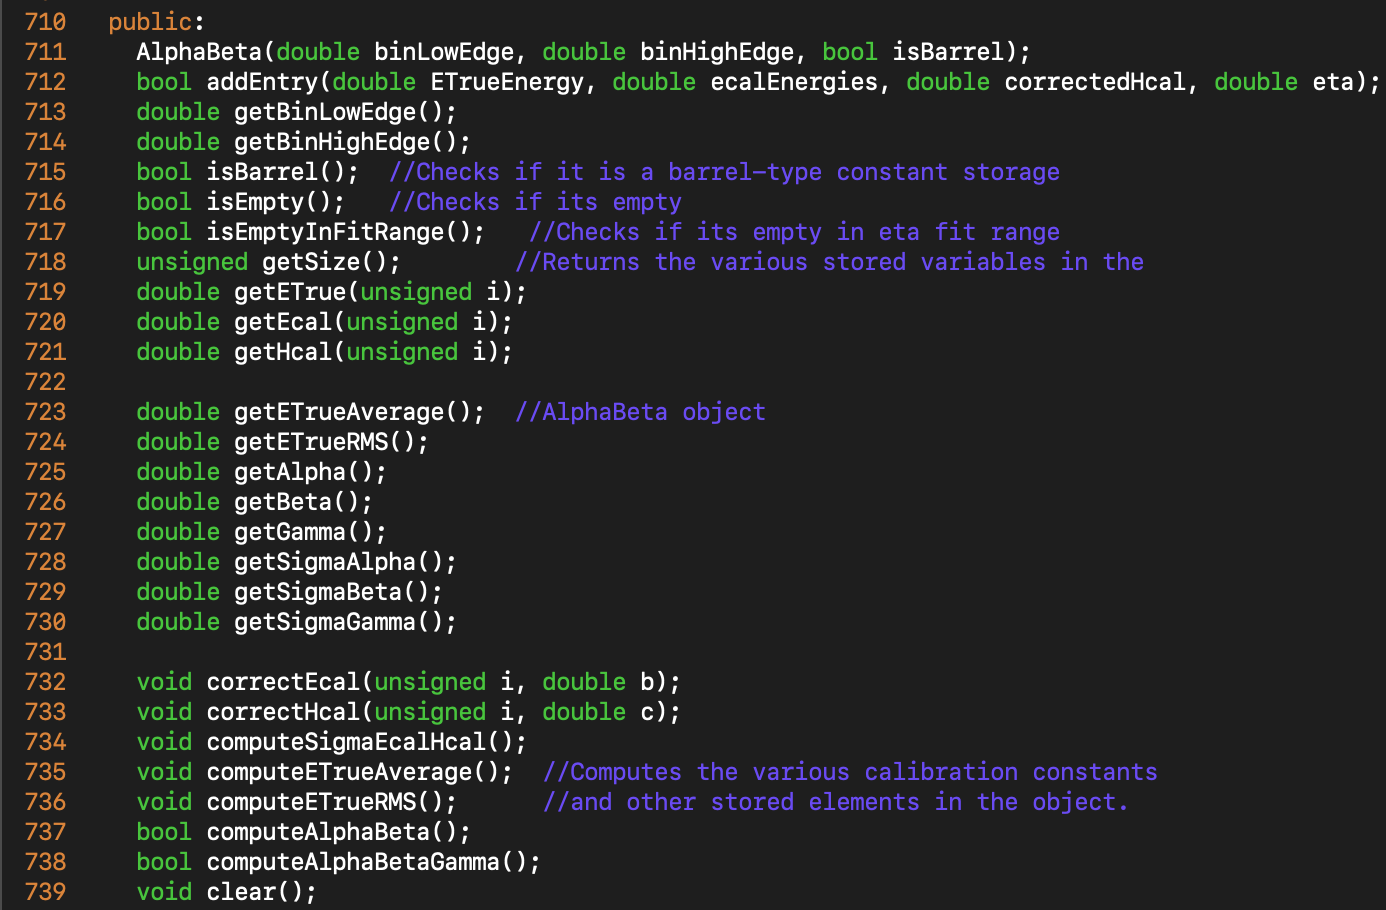 710   public:
711     AlphaBeta(double binLowEdge, double binHighEdge, bool isBarrel);
712     bool addEntry(double ETrueEnergy, double ecalEnergies, double correctedHcal, double eta);
713     double getBinLowEdge();
714     double getBinHighEdge();
715     bool isBarrel();  //Checks if it is a barrel-type constant storage
716     bool isEmpty();   //Checks if its empty
717     bool isEmptyInFitRange();   //Checks if its empty in eta fit range
718     unsigned getSize();        //Returns the various stored variables in the
719     double getETrue(unsigned i);
720     double getEcal(unsigned i);
721     double getHcal(unsigned i);
722
723     double getETrueAverage();  //AlphaBeta object
724     double getETrueRMS();
725     double getAlpha();
726     double getBeta();
727     double getGamma();
728     double getSigmaAlpha();
729     double getSigmaBeta();
730     double getSigmaGamma();
731
732     void correctEcal(unsigned i, double b);
733     void correctHcal(unsigned i, double c);
734     void computeSigmaEcalHcal();
735     void computeETrueAverage();  //Computes the various calibration constants
736     void computeETrueRMS();      //and other stored elements in the object.
737     bool computeAlphaBeta();
738     bool computeAlphaBetaGamma();
739     void clear();